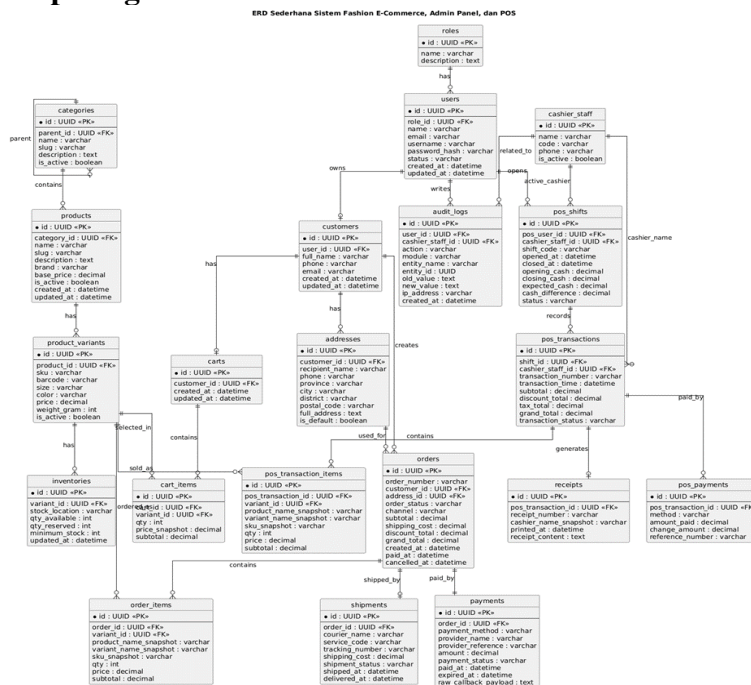 ERD Sederhana Sistem Fashion E-Commerce, Admin Panel, dan POS
roles
● id : UUID «PK»
name : varchar
description : text
has
users
● id : UUID «PK»
role_id : UUID «FK»
name : varchar
email : varchar
username : varchar
password_hash : varchar
status : varchar
created_at : datetime
updated_at : datetime
cashier_staff
● id : UUID «PK»
name : varchar
code : varchar
phone : varchar
is_active : boolean
categories
● id : UUID «PK»
parent_id : UUID «FK»
name : varchar
slug : varchar
description : text
is_active : boolean
parent
contains
related_to
owns
opens
active_cashier
writes
cashier_name
products
● id : UUID «PK»
category_id : UUID «FK»
name : varchar
slug : varchar
description : text
brand : varchar
base_price : decimal
is_active : boolean
created_at : datetime
updated_at : datetime
has
customers
● id : UUID «PK»
user_id : UUID «FK»
full_name : varchar
phone : varchar
email : varchar
created_at : datetime
updated_at : datetime
has
has
creates
audit_logs
● id : UUID «PK»
user_id : UUID «FK»
cashier_staff_id : UUID «FK»
action : varchar
module : varchar
entity_name : varchar
entity_id : UUID
old_value : text
new_value : text
ip_address : varchar
created_at : datetime
pos_shifts
● id : UUID «PK»
pos_user_id : UUID «FK»
cashier_staff_id : UUID «FK»
shift_code : varchar
opened_at : datetime
closed_at : datetime
opening_cash : decimal
closing_cash : decimal
expected_cash : decimal
cash_difference : decimal
status : varchar
records
product_variants
● id : UUID «PK»
product_id : UUID «FK»
sku : varchar
barcode : varchar
size : varchar
color : varchar
price : decimal
weight_gram : int
is_active : boolean
carts
● id : UUID «PK»
customer_id : UUID «FK»
created_at : datetime
updated_at : datetime
addresses
● id : UUID «PK»
customer_id : UUID «FK»
recipient_name : varchar
phone : varchar
province : varchar
city : varchar
district : varchar
postal_code : varchar
full_address : text
is_default : boolean
pos_transactions
● id : UUID «PK»
shift_id : UUID «FK»
cashier_staff_id : UUID «FK»
transaction_number : varchar
transaction_time : datetime
subtotal : decimal
discount_total : decimal
tax_total : decimal
grand_total : decimal
transaction_status : varchar
paid_by
selected_in
contains
used_for
contains
generates
has
sold_as
inventories
● id : UUID «PK»
variant_id : UUID «FK»
stock_location : varchar
qty_available : int
qty_reserved : int
minimum_stock : int
updated_at : datetime
cart_items
● id : UUID «PK»
variant_id : UUID «FK»
qty : int
price_snapshot : decimal
subtotal : decimal
pos_transaction_items
● id : UUID «PK»
pos_transaction_id : UUID «FK»
variant_id : UUID «FK»
product_name_snapshot : varchar
variant_name_snapshot : varchar
sku_snapshot : varchar
qty : int
price : decimal
subtotal : decimal
orders
● id : UUID «PK»
order_number : varchar
customer_id : UUID «FK»
address_id : UUID «FK»
order_status : varchar
channel : varchar
subtotal : decimal
shipping_cost : decimal
discount_total : decimal
grand_total : decimal
created_at : datetime
paid_at : datetime
cancelled_at : datetime
receipts
● id : UUID «PK»
pos_transaction_id : UUID «FK»
receipt_number : varchar
cashier_name_snapshot : varchar
printed_at : datetime
receipt_content : text
pos_payments
● id : UUID «PK»
pos_transaction_id : UUID «FK»
method : varchar
amount_paid : decimal
change_amount : decimal
reference_number : varchar
contains
shipped_by
paid_by
order_items
● id : UUID «PK»
order_id : UUID «FK»
variant_id : UUID «FK»
product_name_snapshot : varchar
variant_name_snapshot : varchar
sku_snapshot : varchar
qty : int
price : decimal
subtotal : decimal
shipments
● id : UUID «PK»
order_id : UUID «FK»
courier_name : varchar
service_code : varchar
tracking_number : varchar
shipping_cost : decimal
shipment_status : varchar
shipped_at : datetime
delivered_at : datetime
payments
● id : UUID «PK»
order_id : UUID «FK»
payment_method : varchar
provider_name : varchar
provider_reference : varchar
amount : decimal
payment_status : varchar
paid_at : datetime
expired_at : datetime
raw_callback_payload : text